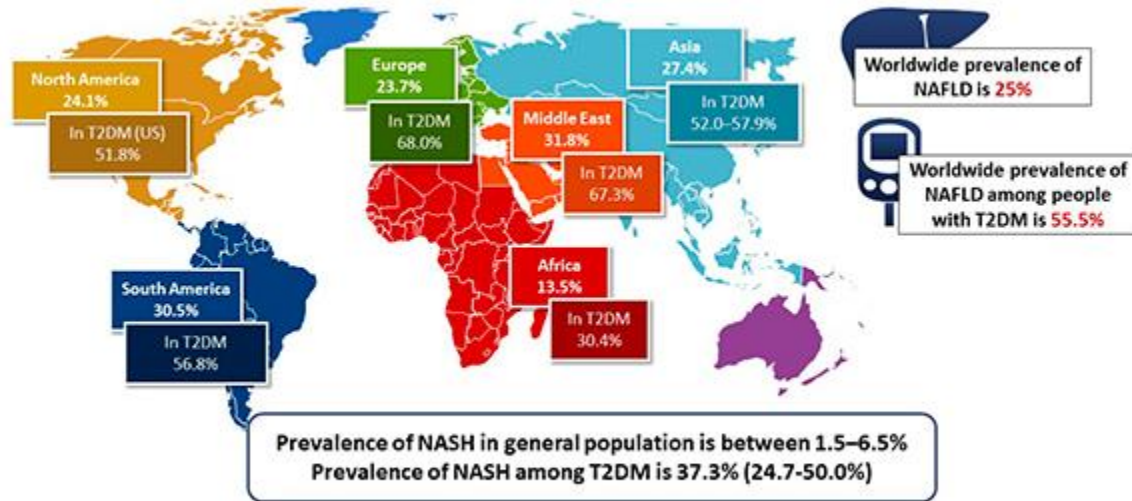 North America
24.1%
In T2DM (US)
51.8%
South America
30.5%
In T2DM
56.8%
Europe
23.7%
In T2DM
68.0%
Middle East
31.8%
In T2DM
67.3%
Africa
13.5%
In T2DM
30.4%
Asia
27.4%
In T2DM
52.0–57.9%
Worldwide prevalence of
NAFLD is 25%
Worldwide prevalence of
NAFLD among people
with T2DM is 55.5%
Prevalence of NASH in general population is between 1.5–6.5%
Prevalence of NASH among T2DM is 37.3% (24.7-50.0%)